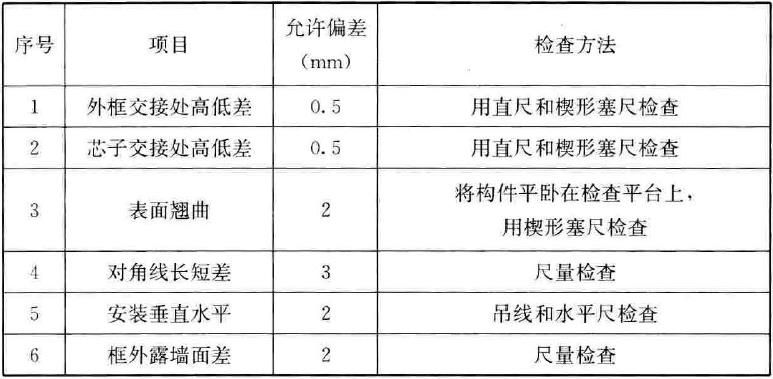 序号 项目 允许偏差（mm） 检查方法
1 外框交接处高低差 0.5 用直尺和楔形塞尺检查
2 芯子交接处高低差 0.5 用直尺和楔形塞尺检查
3 表面翘曲 2 将构件平卧在检查平台上，
用楔形塞尺检查
4 对角线长短差 3 尺量检查
5 安装垂直水平 2 吊线和水平尺检查
6 框外露墙面差 2 尺量检查